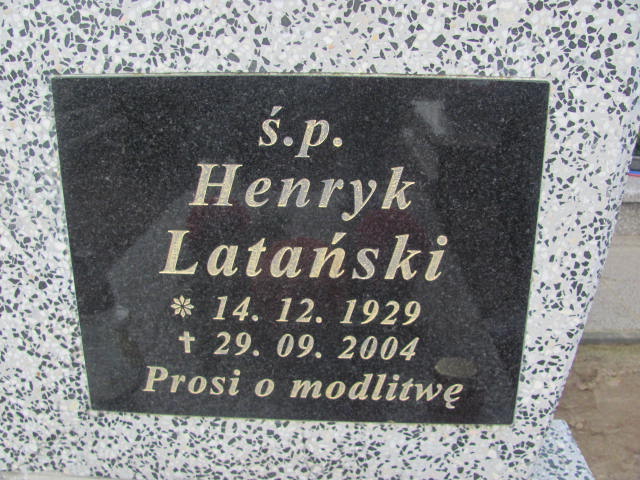 ś.p.
Henryk
Latański
* 14. 12. 1929
✝ 29. 09. 2004
Prosi o modlitwę